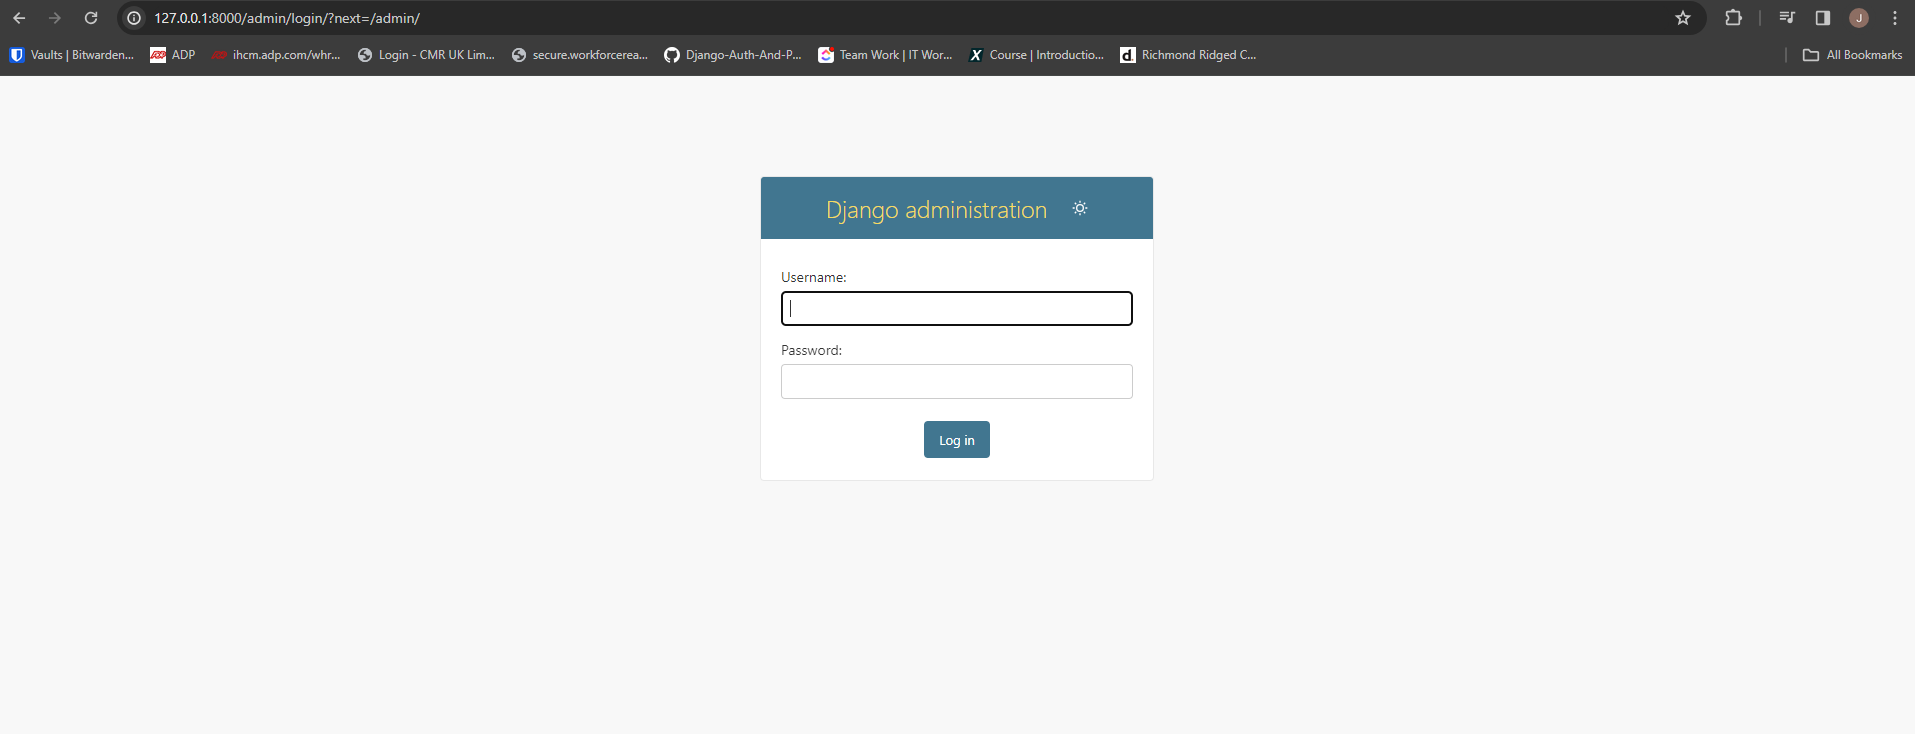 127.0.0.1:8000/admin/login/?next=/admin/
J
Vaults | Bitwarden... ADP ihcm.adp.com/whr... Login - CMR UK Lim... secure.workforcerea... Django-Auth-And-P... Team Work | IT Wor... X Course | Introductio... d Richmond Ridged C... All Bookmarks
Django administration
Username:
Password:
Log in